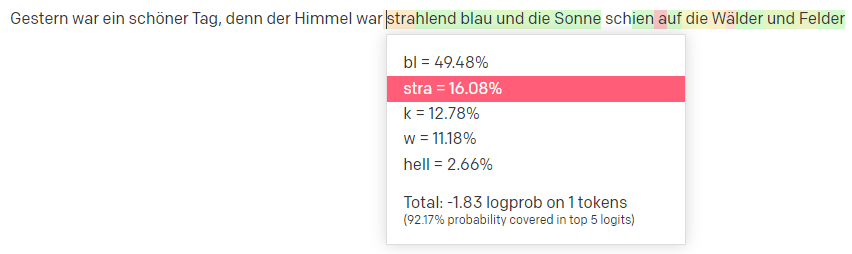 Gestern war ein schöner Tag, denn der Himmel war strahlend blau und die Sonne schien auf die Wälder und Felder
bl = 49.48%
stra = 16.08%
k = 12.78%
w = 11.18%
hell = 2.66%
Total: -1.83 logprob on 1 tokens
(92.17% probability covered in top 5 logits)